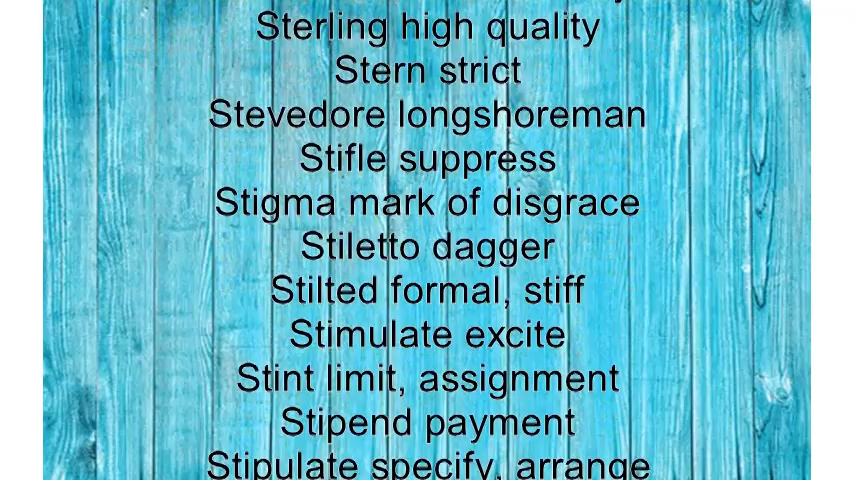 Sterling high quality
Stern strict
Stevedore longshoreman
Stifle suppress
Stigma mark of disgrace
Stiletto dagger
Stilted formal, stiff
Stimulate excite
Stint limit, assignment
Stipend payment
Stipulate specify, arrange